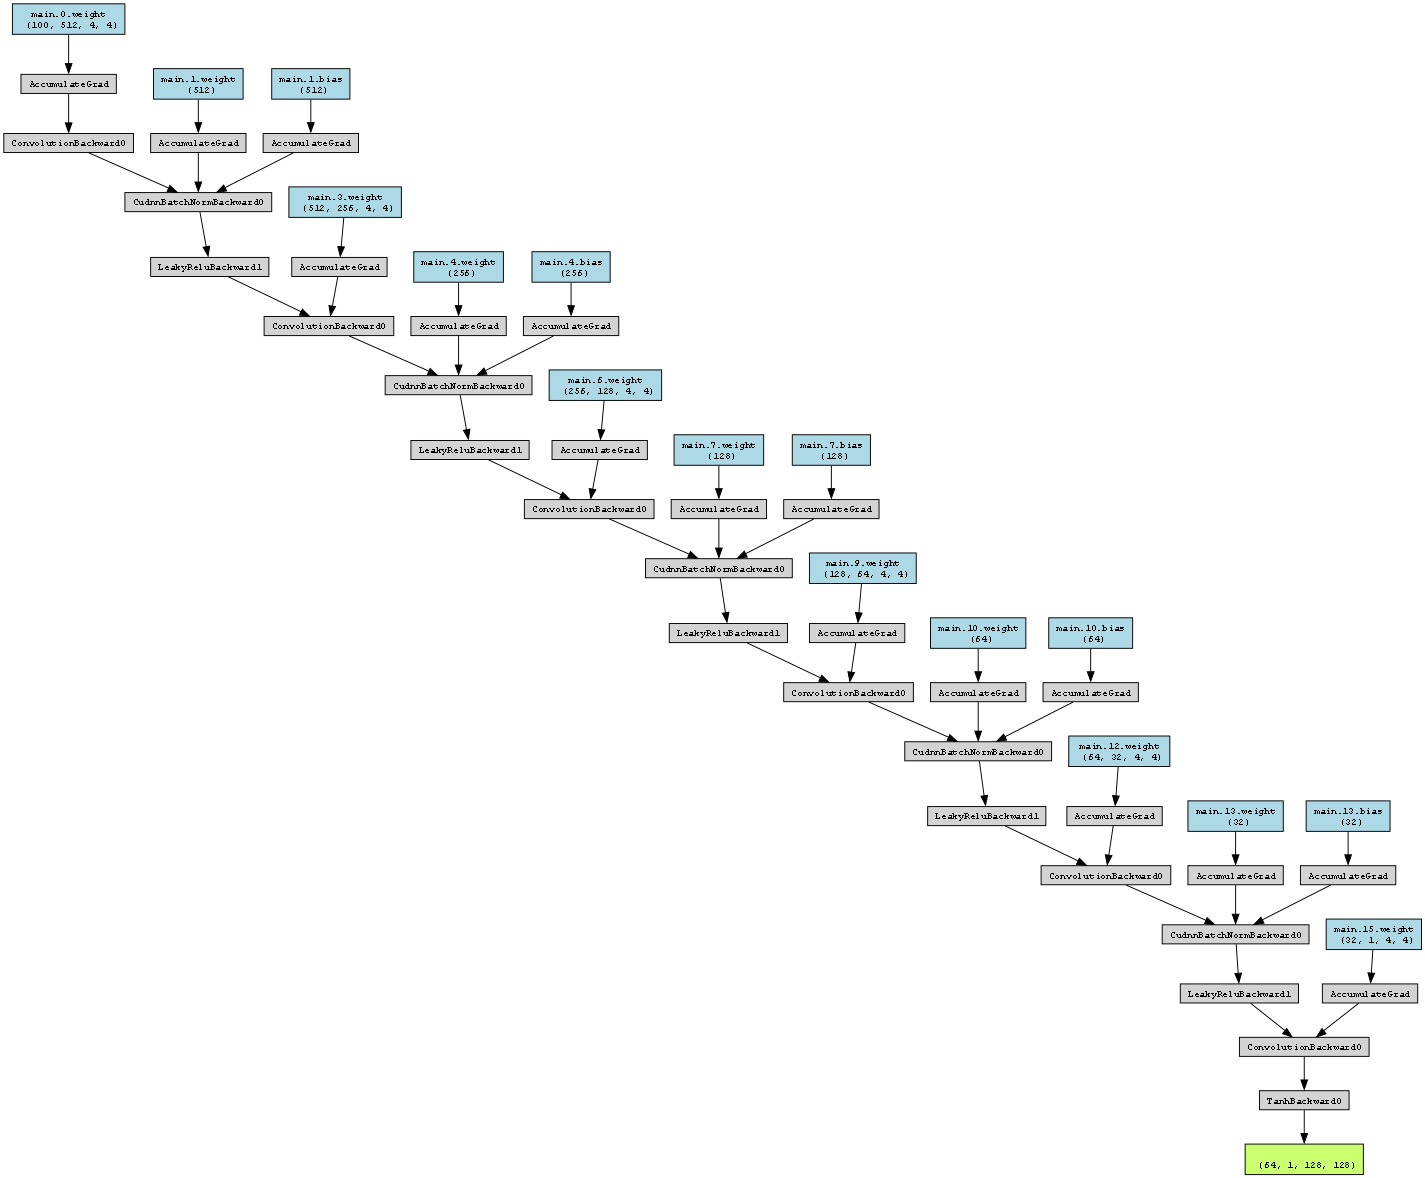 main.0.weight
(100, 512, 4, 4)
AccumulateGrad
main.1.weight
(512)
main.1.bias
(512)
ConvolutionBackward0
AccumulateGrad
AccumulateGrad
CudnnBatchNormBackward0
main.3.weight
(512, 256, 4, 4)
LeakyReluBackward1
AccumulateGrad
main.4.weight
(256)
main.4.bias
(256)
ConvolutionBackward0
AccumulateGrad
AccumulateGrad
CudnnBatchNormBackward0
main.6.weight
(256, 128, 4, 4)
LeakyReluBackward1
AccumulateGrad
main.7.weight
(128)
main.7.bias
(128)
ConvolutionBackward0
AccumulateGrad
AccumulateGrad
CudnnBatchNormBackward0
main.9.weight
(128, 64, 4, 4)
LeakyReluBackward1
AccumulateGrad
main.10.weight
(64)
main.10.bias
(64)
ConvolutionBackward0
AccumulateGrad
AccumulateGrad
CudnnBatchNormBackward0
main.12.weight
(64, 32, 4, 4)
LeakyReluBackward1
AccumulateGrad
main.13.weight
(32)
main.13.bias
(32)
ConvolutionBackward0
AccumulateGrad
AccumulateGrad
CudnnBatchNormBackward0
main.15.weight
(32, 1, 4, 4)
LeakyReluBackward1
AccumulateGrad
ConvolutionBackward0
TanhBackward0
(64, 1, 128, 128)